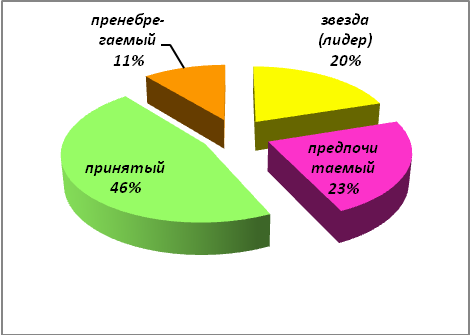 пренебре-
гаемый
11%
звезда
(лидер)
20%
предпочи
таемый
23%
принятый
46%